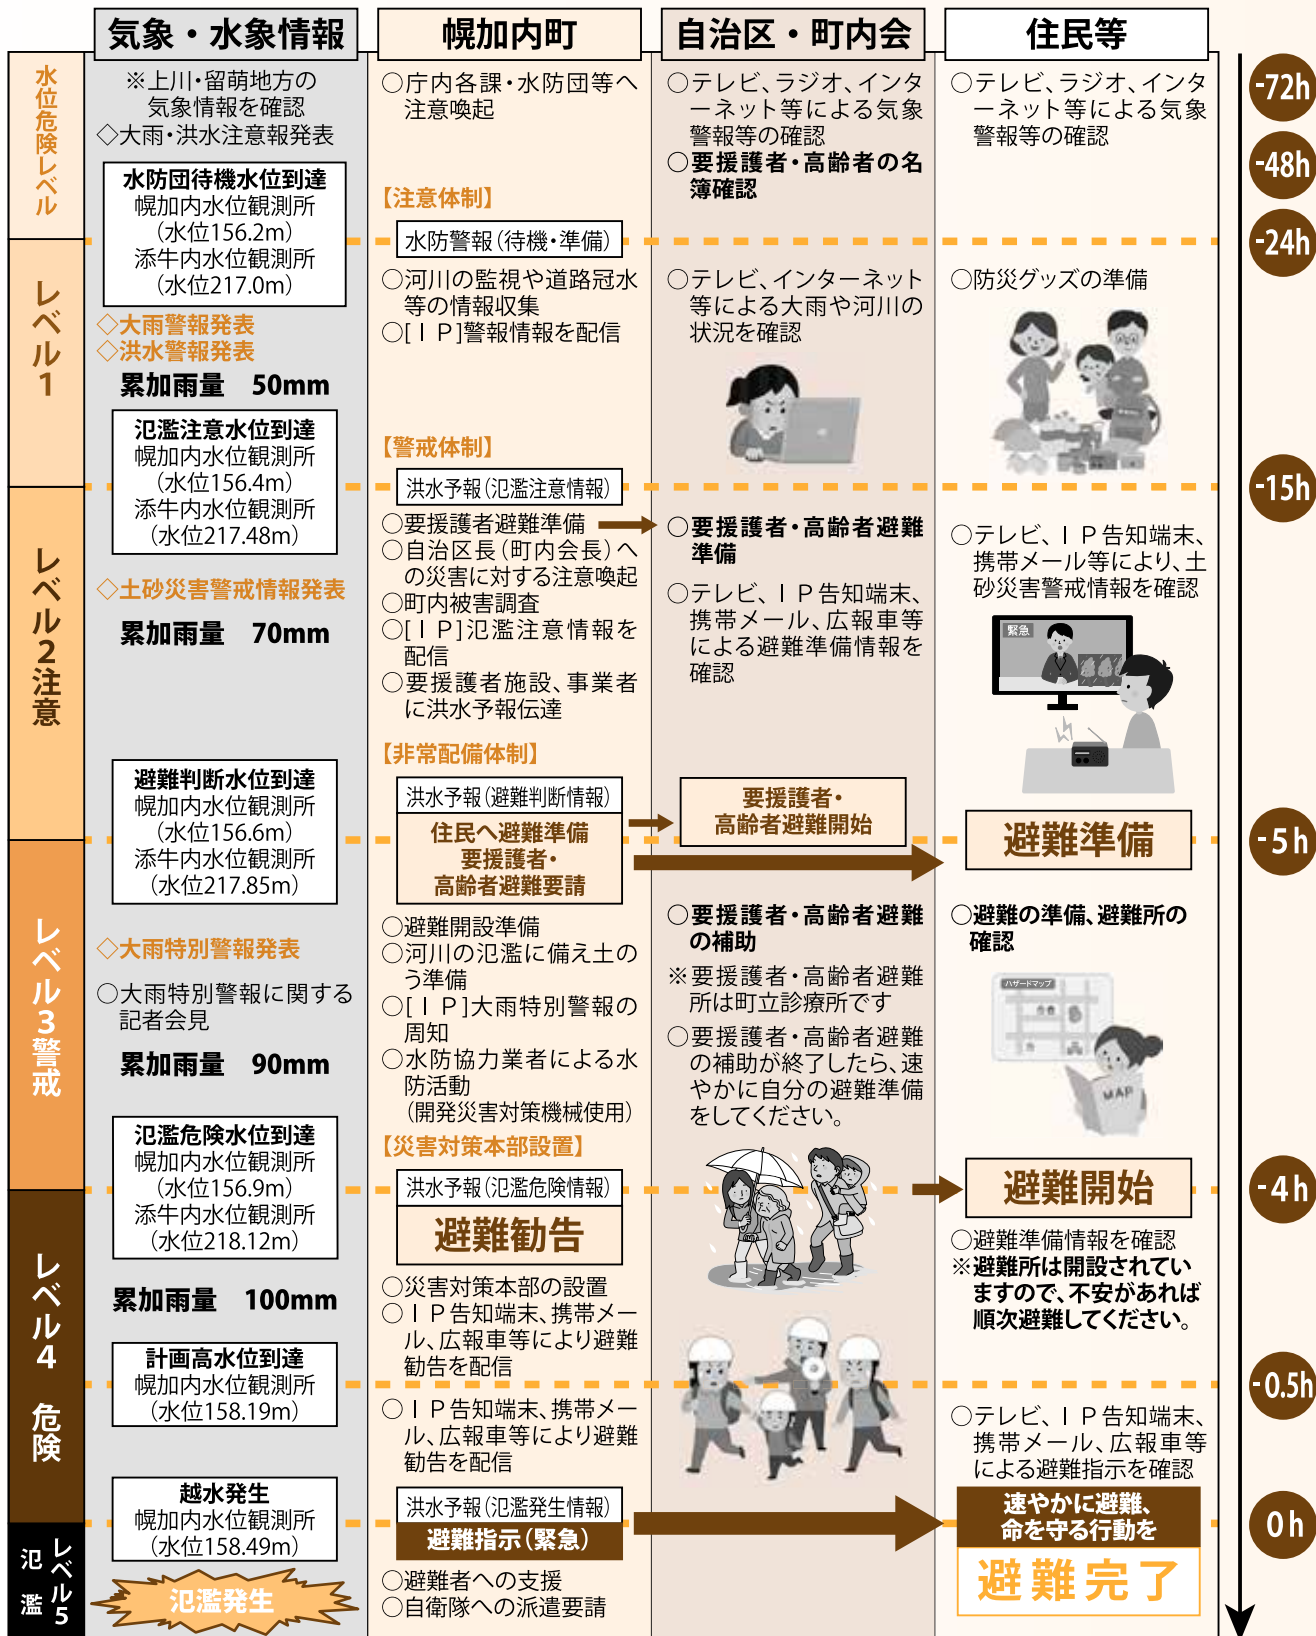 気象・水象情報
幌加内町
自治区・町内会
住民等
水位危険レベル
※上川・留萌地方の
気象情報を確認
◇大雨・洪水注意報発表
水防団待機水位到達
幌加内水位観測所
（水位156.2m）
添牛内水位観測所
（水位217.0m）
○庁内各課・水防団等へ
注意喚起
【注意体制】
水防警報（待機・準備）
○テレビ、ラジオ、インタ
ーネット等による気象
警報等の確認
○要援護者・高齢者の名
簿確認
○テレビ、ラジオ、インタ
ーネット等による気象
警報等の確認
-72h
-48h
-24h
レベル1
◇大雨警報発表
◇洪水警報発表
累加雨量　50mm
氾濫注意水位到達
幌加内水位観測所
（水位156.4m）
添牛内水位観測所
（水位217.48m）
○河川の監視や道路冠水
等の情報収集
○[ＩＰ]警報情報を配信
【警戒体制】
洪水予報（氾濫注意情報）
○テレビ、インターネット
等による大雨や河川の
状況を確認
○防災グッズの準備
-15h
レベル2注意
◇土砂災害警戒情報発表
累加雨量　70mm
避難判断水位到達
幌加内水位観測所
（水位156.6m）
添牛内水位観測所
（水位217.85m）
○要援護者避難準備
○自治区長（町内会長）へ
の災害に対する注意喚起
○町内被害調査
○[ＩＰ]氾濫注意情報を
配信
○要援護者施設、事業者
に洪水予報伝達
【非常配備体制】
洪水予報（避難判断情報）
住民へ避難準備
要援護者・
高齢者避難要請
○要援護者・高齢者避難
準備
○テレビ、ＩＰ告知端末、
携帯メール、広報車等
による避難準備情報を
確認
要援護者・
高齢者避難開始
○テレビ、ＩＰ告知端末、
携帯メール等により、土
砂災害警戒情報を確認
緊急
避難準備
-5h
レベル3警戒
◇大雨特別警報発表
○大雨特別警報に関する
記者会見
累加雨量　90mm
氾濫危険水位到達
幌加内水位観測所
（水位156.9m）
添牛内水位観測所
（水位218.12m）
○避難開設準備
○河川の氾濫に備え土の
う準備
○[ＩＰ]大雨特別警報の
周知
○水防協力業者による水
防活動
（開発災害対策機械使用）
【災害対策本部設置】
洪水予報（氾濫危険情報）
避難勧告
○要援護者・高齢者避難
の補助
※要援護者・高齢者避難
所は町立診療所です
○要援護者・高齢者避難
の補助が終了したら、速
やかに自分の避難準備
をしてください。
○避難の準備、避難所の
確認
ハザードマップ
MAP
避難開始
-4h
レベル4　危険
累加雨量　100mm
計画高水位到達
幌加内水位観測所
（水位158.19m）
越水発生
幌加内水位観測所
（水位158.49m）
○災害対策本部の設置
○ＩＰ告知端末、携帯メー
ル、広報車等により避難
勧告を配信
○ＩＰ告知端末、携帯メー
ル、広報車等により避難
勧告を配信
洪水予報（氾濫発生情報）
避難指示（緊急）
○避難準備情報を確認
※避難所は開設されてい
ますので、不安があれば
順次避難してください。
-0.5h
○テレビ、ＩＰ告知端末、
携帯メール、広報車等
による避難指示を確認
速やかに避難、
命を守る行動を
避難完了
0h
レベル5
氾濫
氾濫発生
○避難者への支援
○自衛隊への派遣要請